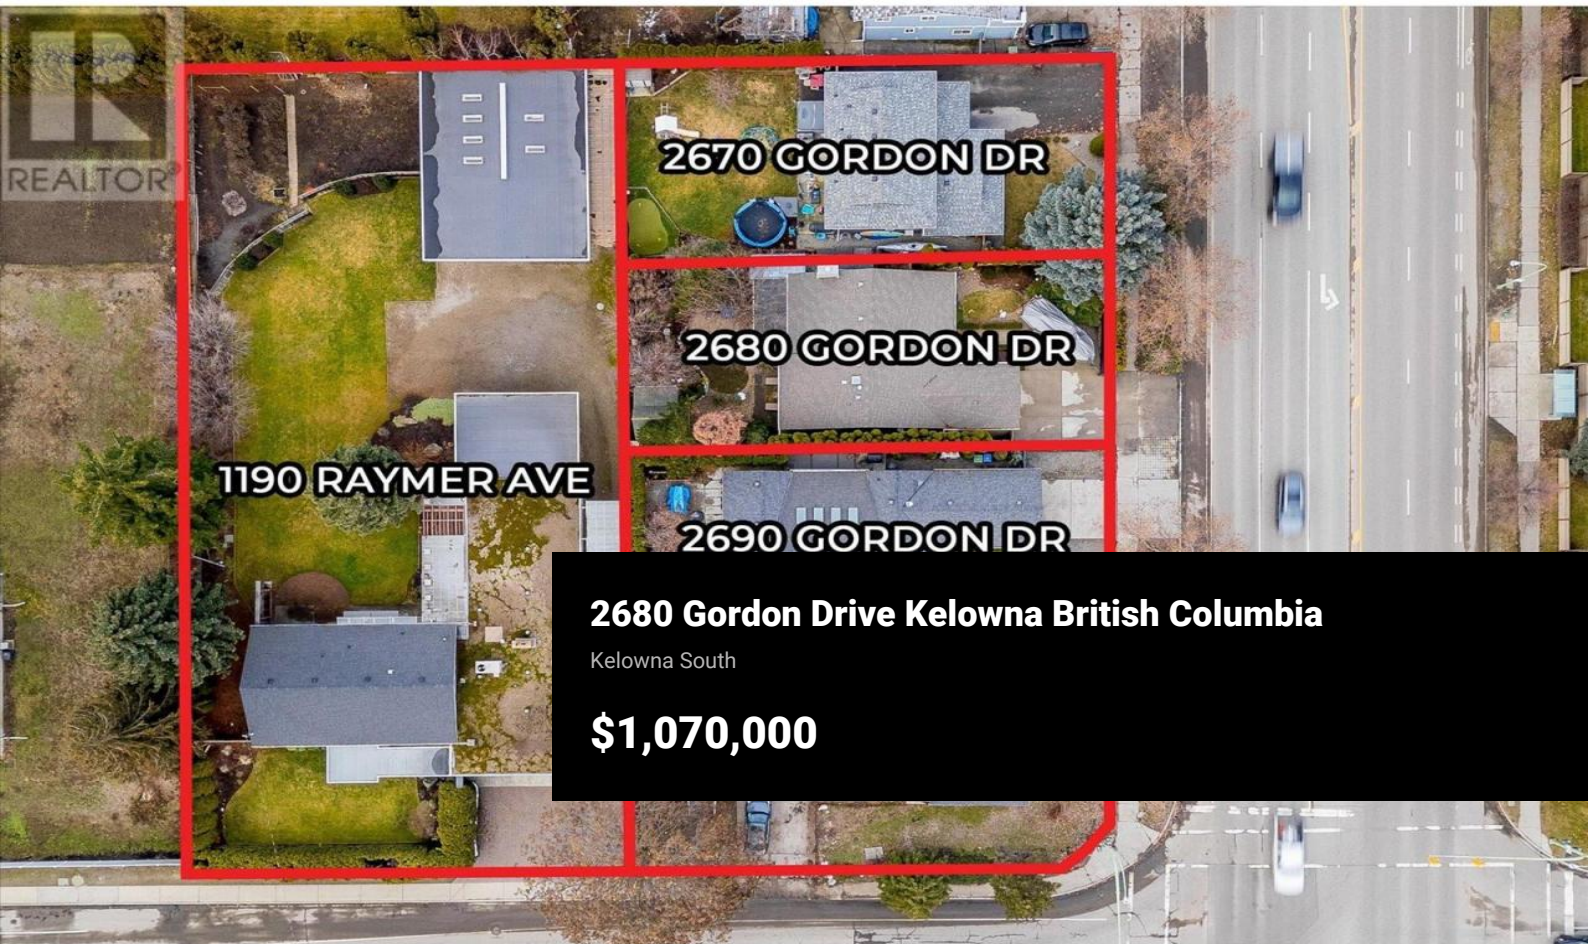 REALTOR®
2670 GORDON DR
2680 GORDON DR
1190 RAYMER AVE
2690 GORDON DR
2680 Gordon Drive Kelowna British Columbia
Kelowna South
$1,070,000